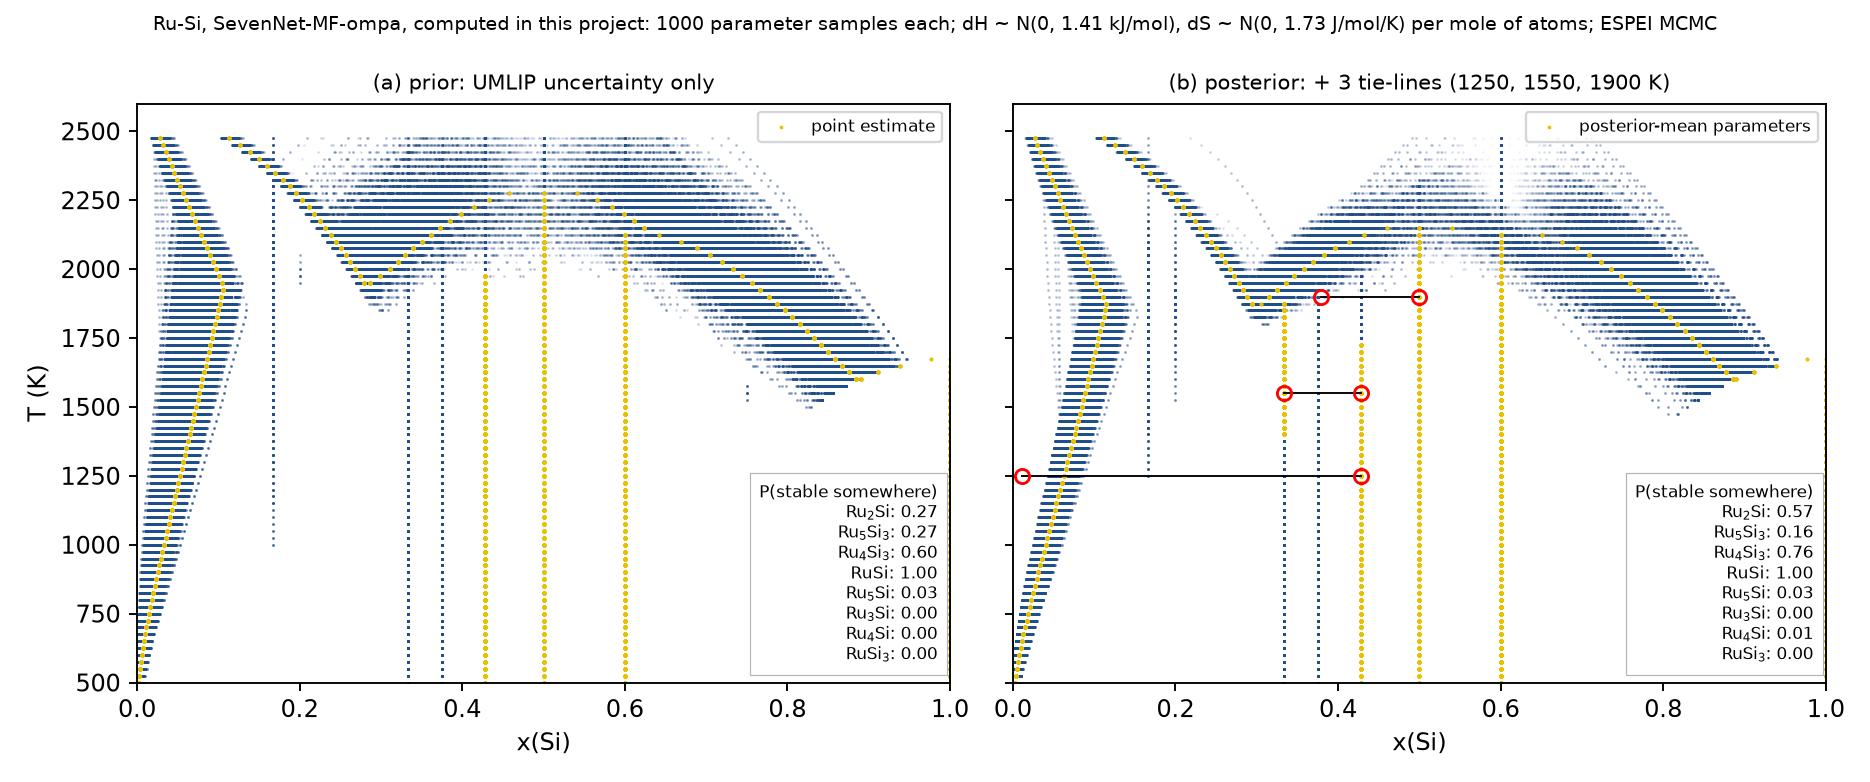 Ru-Si, SevenNet-MF-ompa, computed in this project: 1000 parameter samples each; dH ~ N(0, 1.41 kJ/mol), dS ~ N(0, 1.73 J/mol/K) per mole of atoms; ESPEI MCMC
(a) prior: UMLIP uncertainty only
point estimate
T (K)
2500
2250
2000
1750
1500
1250
1000
750
500
P(stable somewhere)
Ru₂Si: 0.27
Ru₅Si₃: 0.27
Ru₄Si₃: 0.60
RuSi: 1.00
Ru₅Si: 0.03
Ru₃Si: 0.00
Ru₄Si: 0.00
RuSi₃: 0.00
0.0 0.2 0.4 0.6 0.8 1.0
x(Si)
(b) posterior: + 3 tie-lines (1250, 1550, 1900 K)
posterior-mean parameters
P(stable somewhere)
Ru₂Si: 0.57
Ru₅Si₃: 0.16
Ru₄Si₃: 0.76
RuSi: 1.00
Ru₅Si: 0.03
Ru₃Si: 0.00
Ru₄Si: 0.01
RuSi₃: 0.00
0.0 0.2 0.4 0.6 0.8 1.0
x(Si)